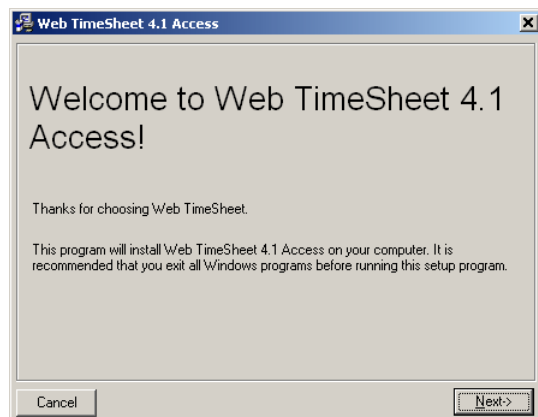 Web TimeSheet 4.1 Access
Welcome to Web TimeSheet 4.1
Access!
Thanks for choosing Web TimeSheet.
This program will install Web TimeSheet 4.1 Access on your computer. It is
recommended that you exit all Windows programs before running this setup program.
Cancel
Next->